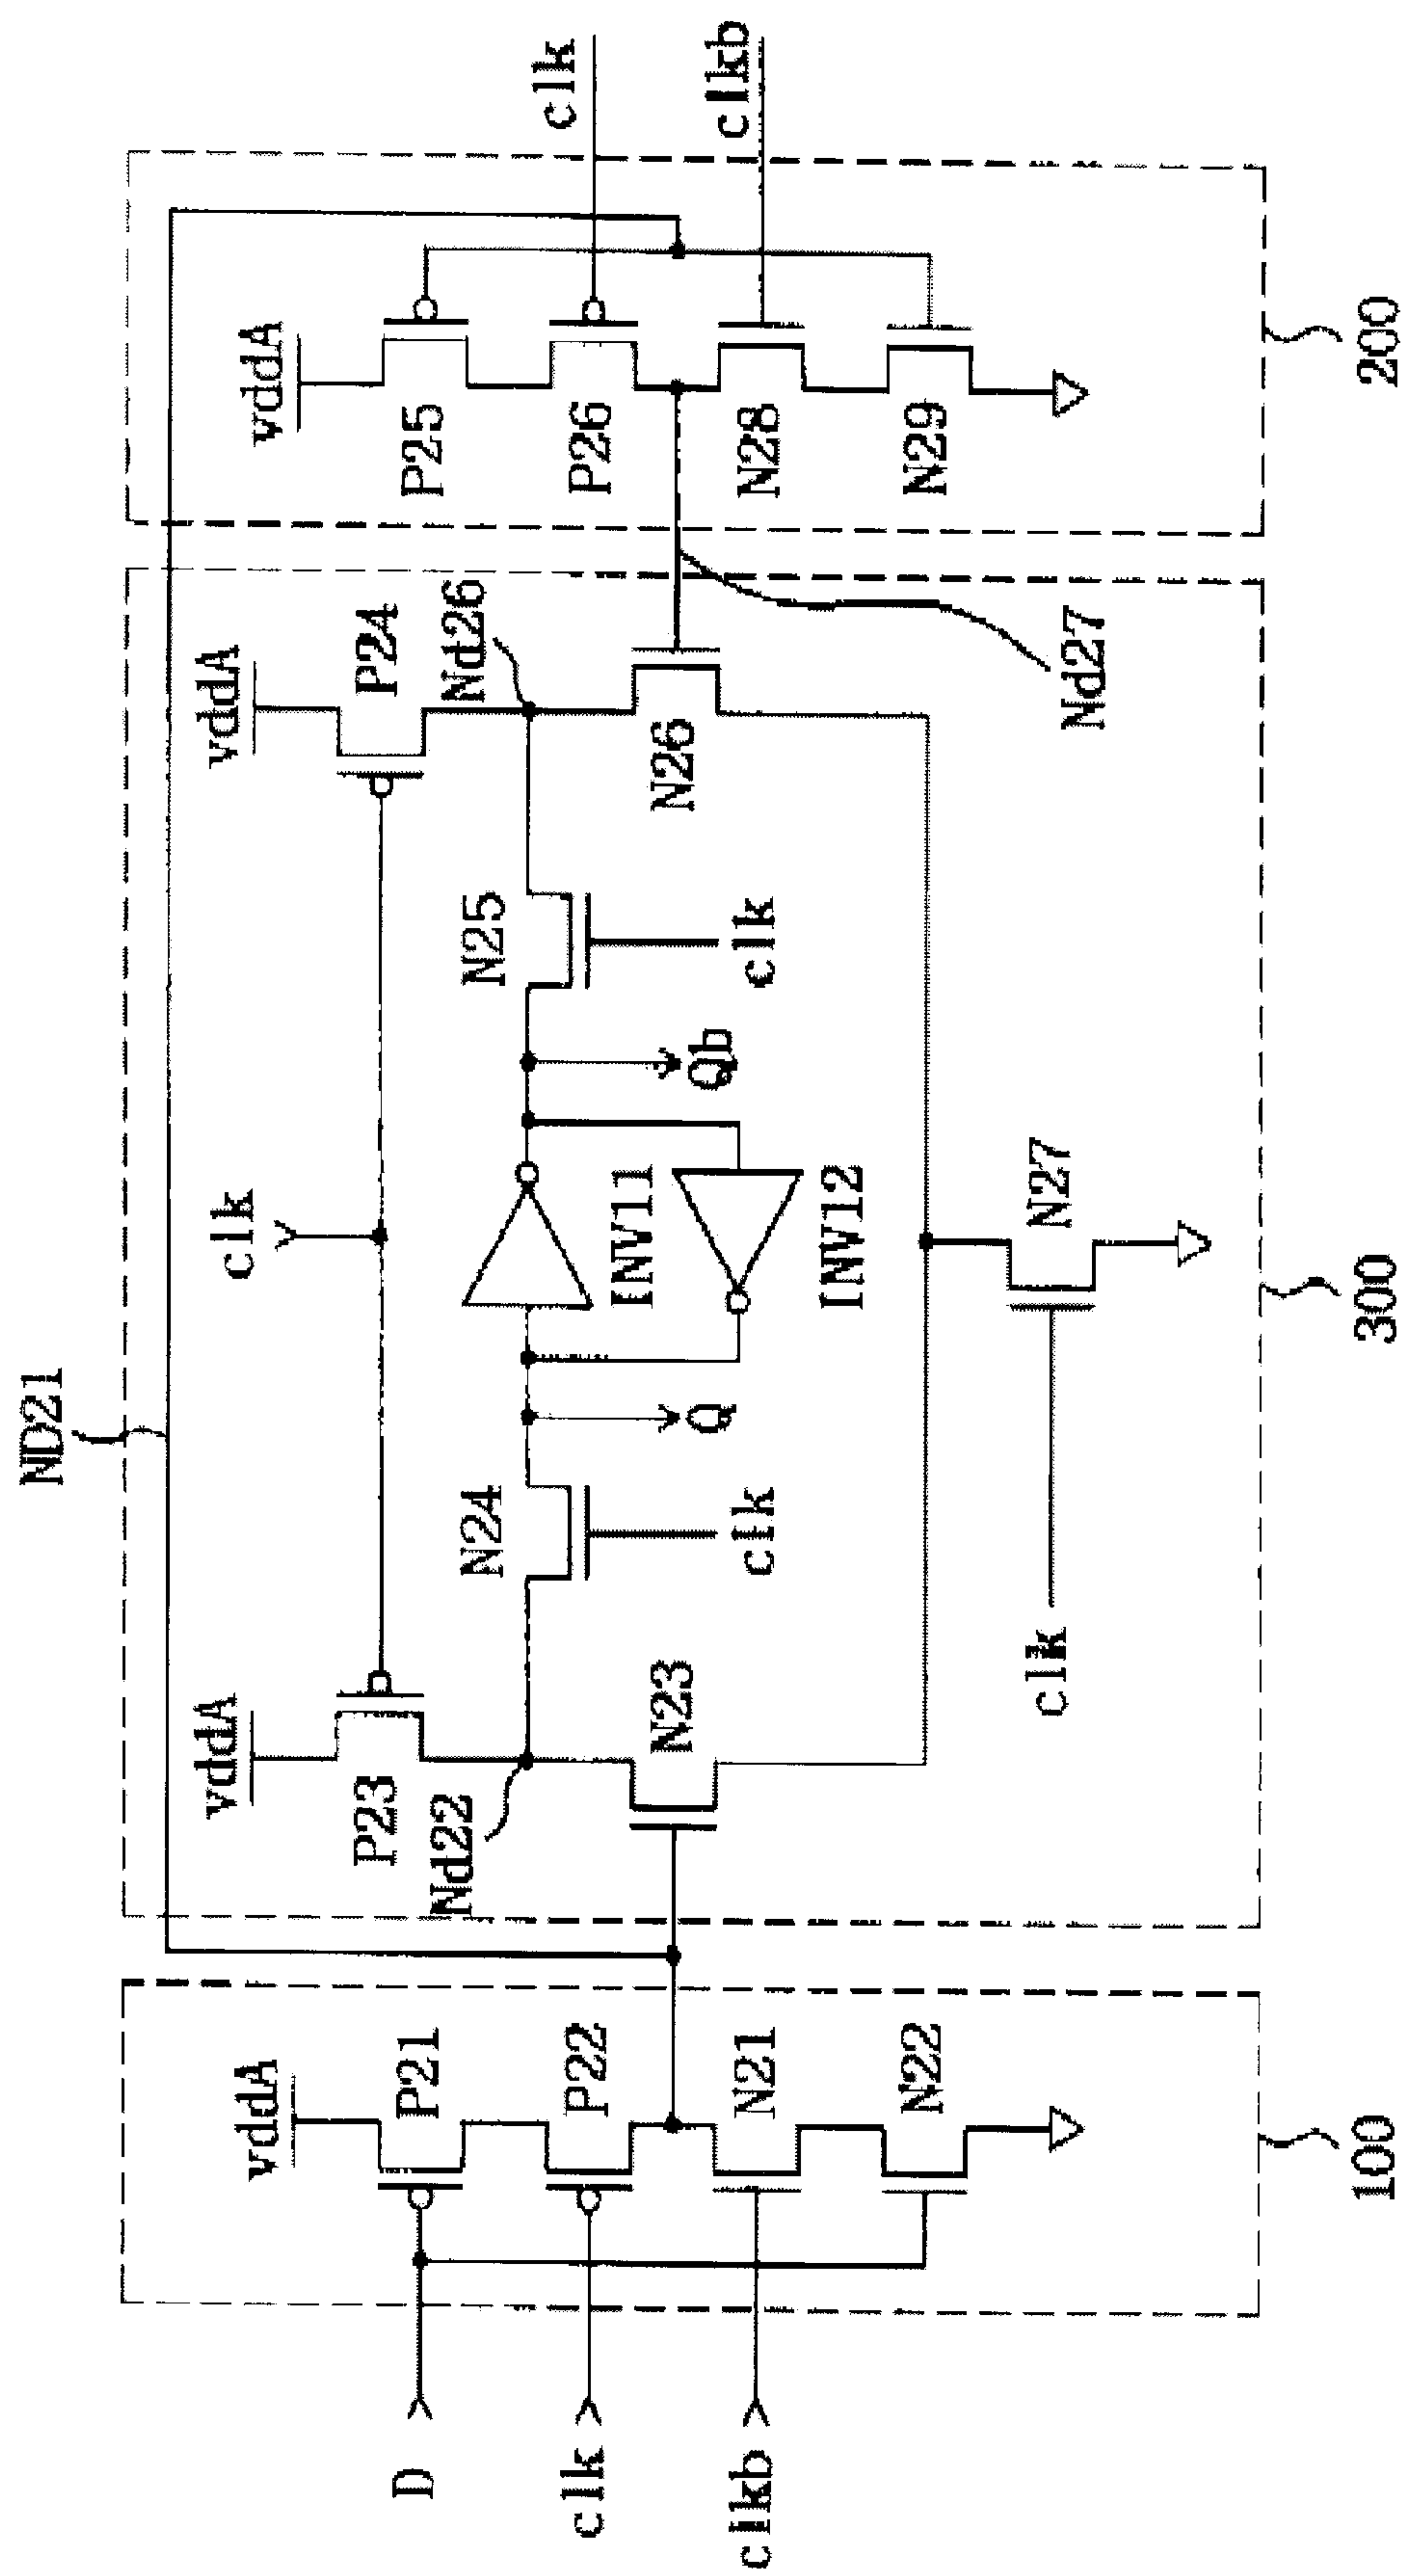 ND21
clk
vddA
P21
P22
N21
N22
D
clk
clkb
100
vddA
P23
Nd22
N23
N24
clk
Q
INV11
INV12
Qb
N25
clk
vddA
P24
Nd26
N26
Nd27
clk
N27
300
vddA
P25
P26
N28
N29
clk
clkb
200